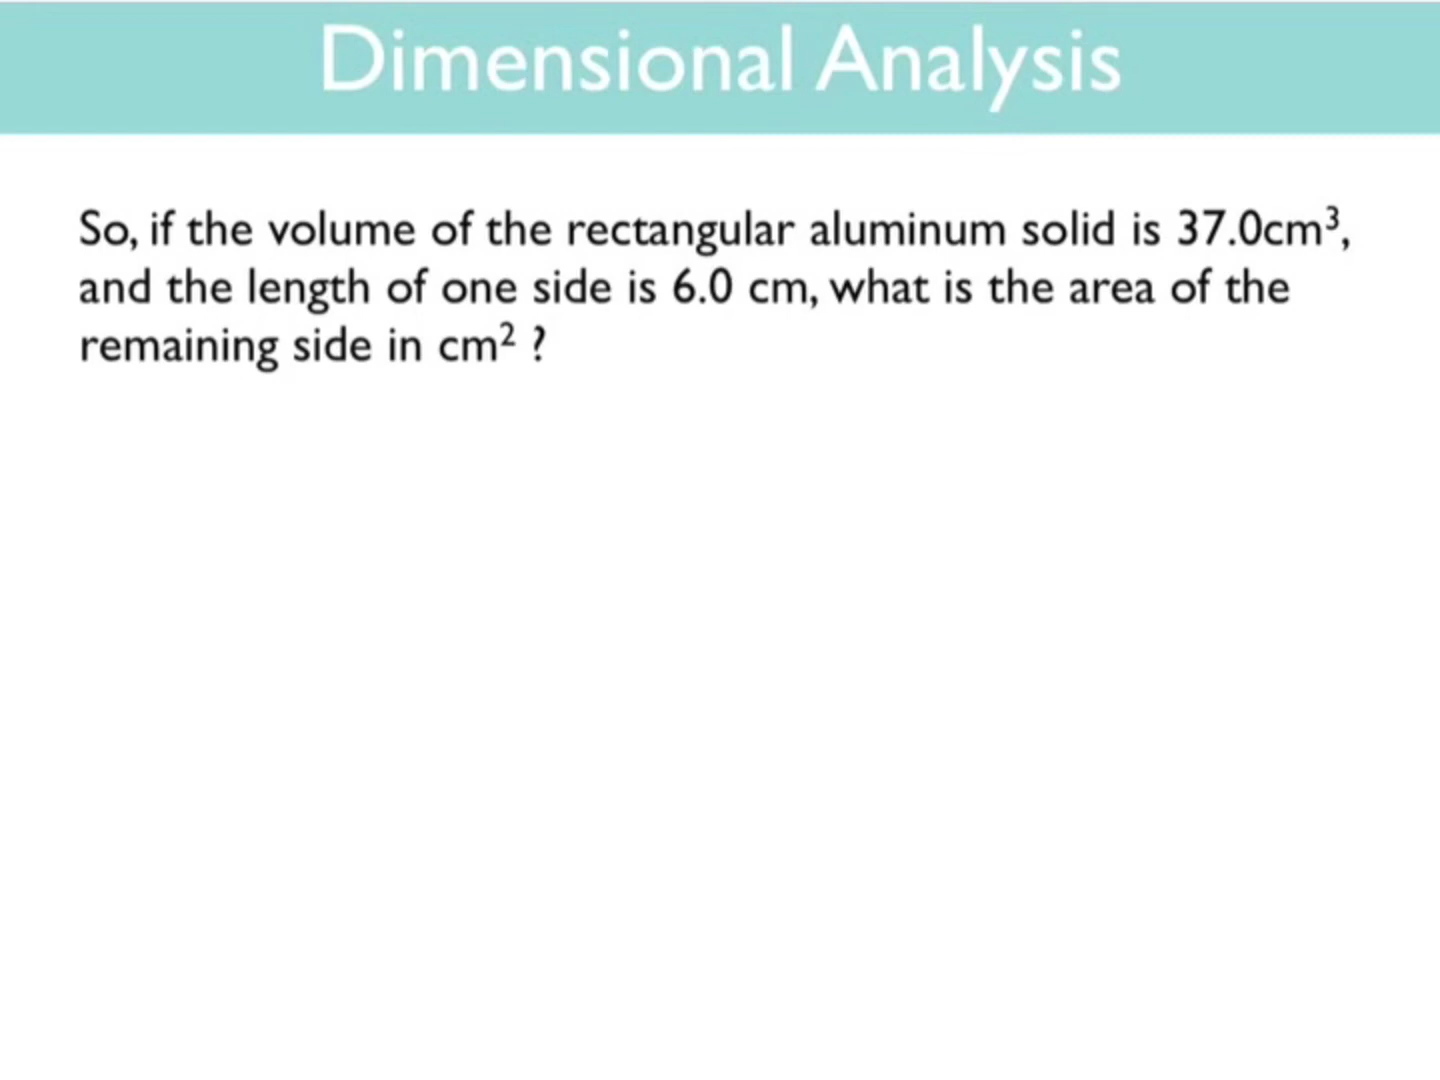 Dimensional Analysis
So, if the volume of the rectangular aluminum solid is 37.0cm³,
and the length of one side is 6.0 cm, what is the area of the
remaining side in cm² ?